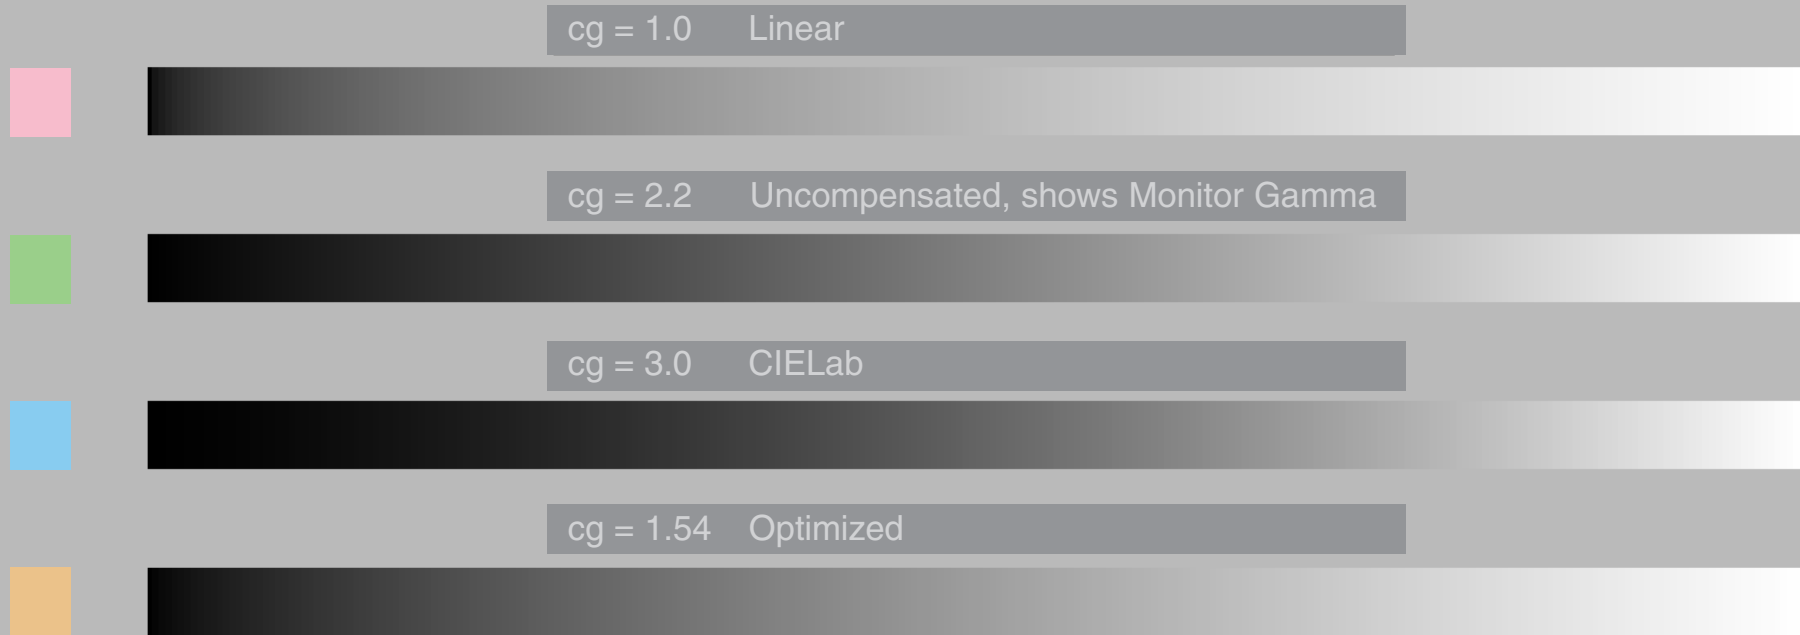 cg = 1.0 Linear
cg = 2.2 Uncompensated, shows Monitor Gamma
cg = 3.0 CIELab
cg = 1.54 Optimized